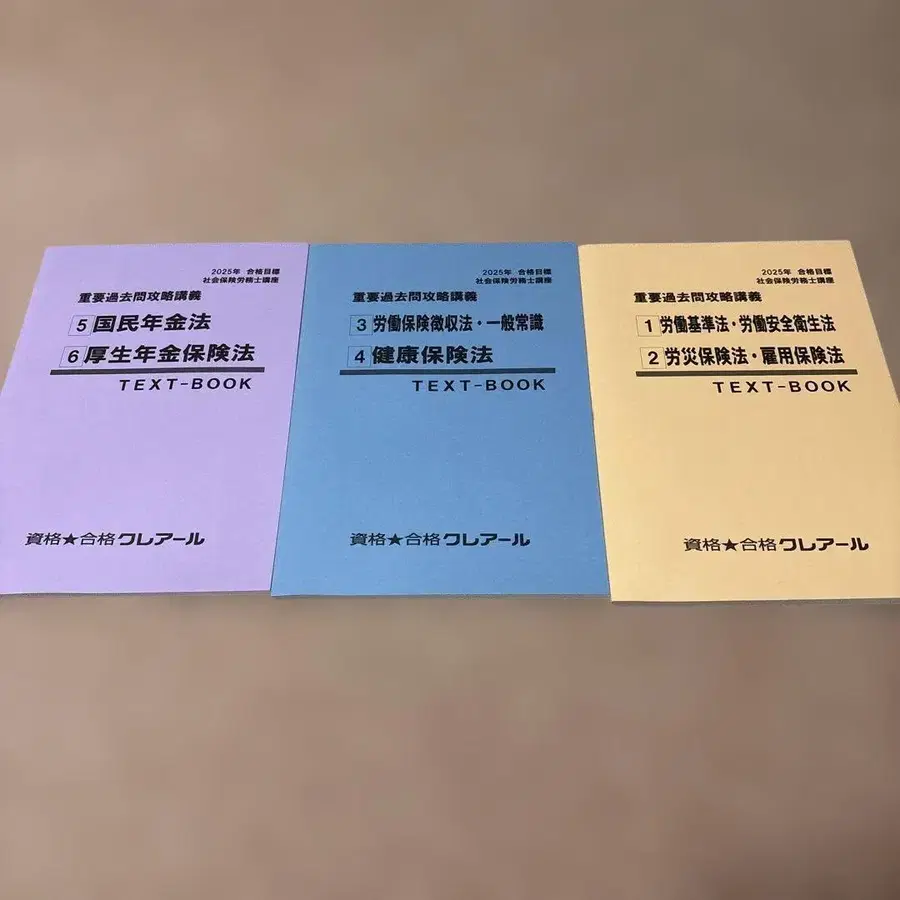 2025年 合格目標
社会保険労務士講座
重要過去問攻略講義
5 国民年金法
6 厚生年金保険法
TEXT-BOOK
資格★合格クレアール
2025年 合格目標
社会保険労務士講座
重要過去問攻略講義
3 労働保険徴収法・一般常識
4 健康保険法
TEXT-BOOK
資格★合格クレアール
2025年 合格目標
社会保険労務士講座
重要過去問攻略講義
1 労働基準法・労働安全衛生法
2 労災保険法・雇用保険法
TEXT-BOOK
資格★合格クレアール